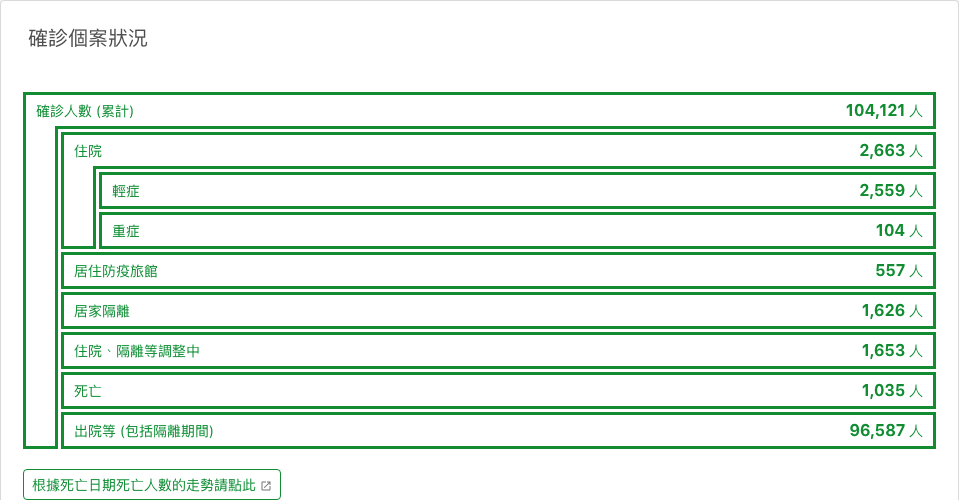 確診個案狀況
確診人數 (累計) 104,121 人
住院 2,663 人
輕症 2,559 人
重症 104 人
居住防疫旅館 557 人
居家隔離 1,626 人
住院、隔離等調整中 1,653 人
死亡 1,035 人
出院等 (包括隔離期間) 96,587 人
根據死亡日期死亡人數的走勢請點此